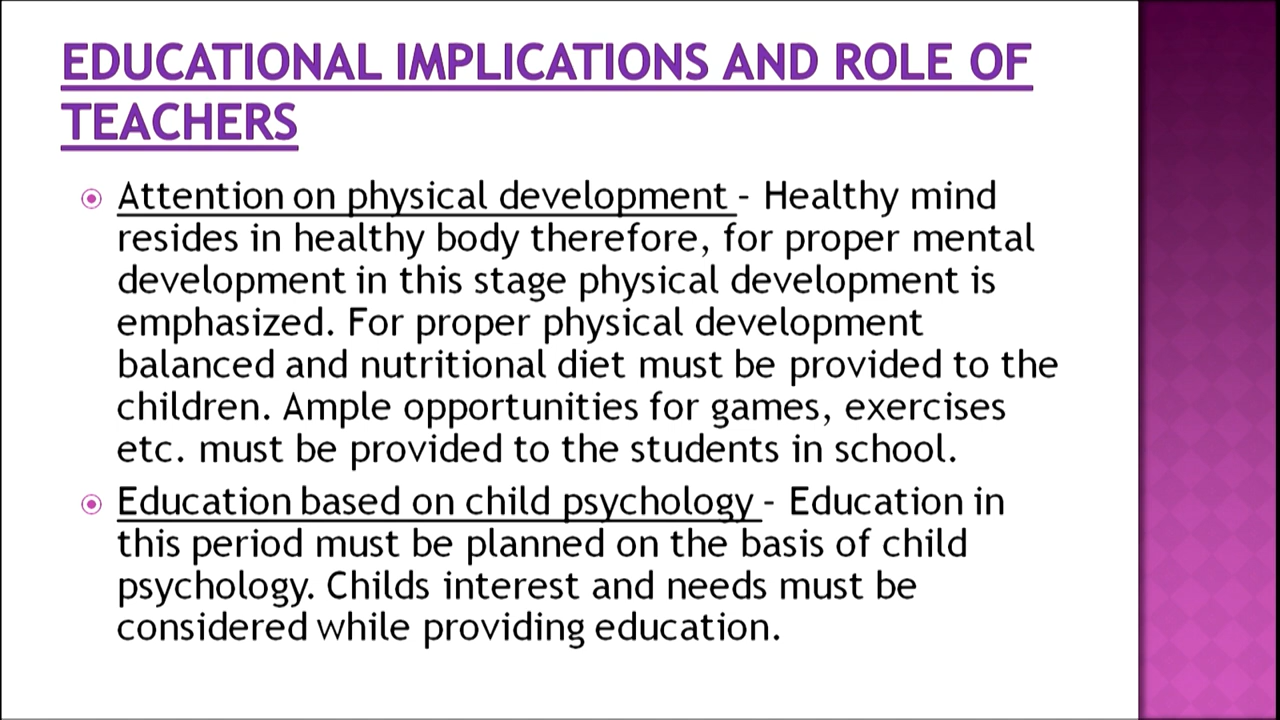 EDUCATIONAL IMPLICATIONS AND ROLE OF
TEACHERS
Attention on physical development - Healthy mind
resides in healthy body therefore, for proper mental
development in this stage physical development is
emphasized. For proper physical development
balanced and nutritional diet must be provided to the
children. Ample opportunities for games, exercises
etc. must be provided to the students in school.
Education based on child psychology - Education in
this period must be planned on the basis of child
psychology. Childs interest and needs must be
considered while providing education.